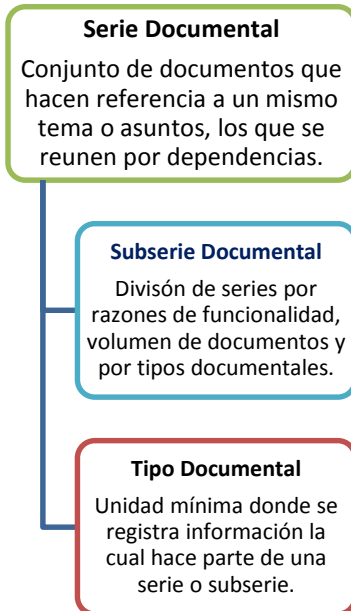 Serie Documental
Conjunto de documentos que
hacen referencia a un mismo
tema o asuntos, los que se
reunen por dependencias.
Subserie Documental
Divisón de series por
razones de funcionalidad,
volumen de documentos y
por tipos documentales.
Tipo Documental
Unidad mínima donde se
registra información la
cual hace parte de una
serie o subserie.